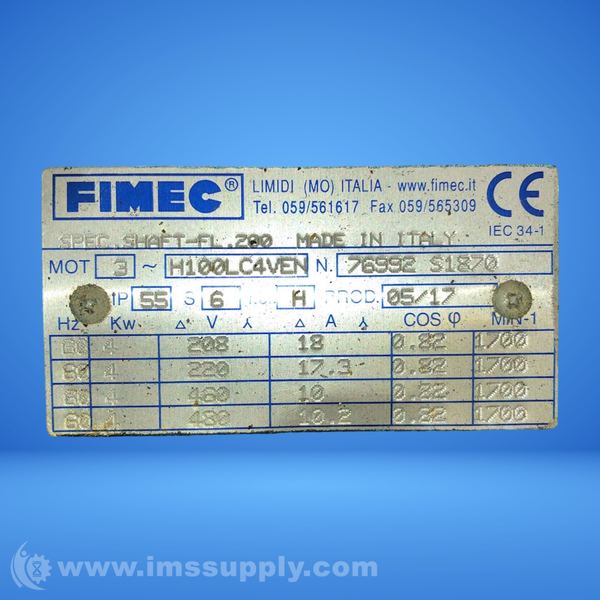 FIMEC®
LIMIDI (MO) ITALIA - www.fimec.it
Tel. 059/561617 Fax 059/565309
CE
IEC 34-1
SPEC. SHAFT-FL.200 MADE IN ITALY
MOT 3 ~ H100LC4VEN N. 76992 S1870
IP 55 S 6 I.C. H PROD. 05/17
Hz Kw △ V 人 △ A 人 COS φ MIN-1
60 4 208 18 0.82 1700
60 4 220 17.3 0.82 1700
60 4 460 10 0.82 1700
60 4 480 10.2 0.82 1700
www.imssupply.com